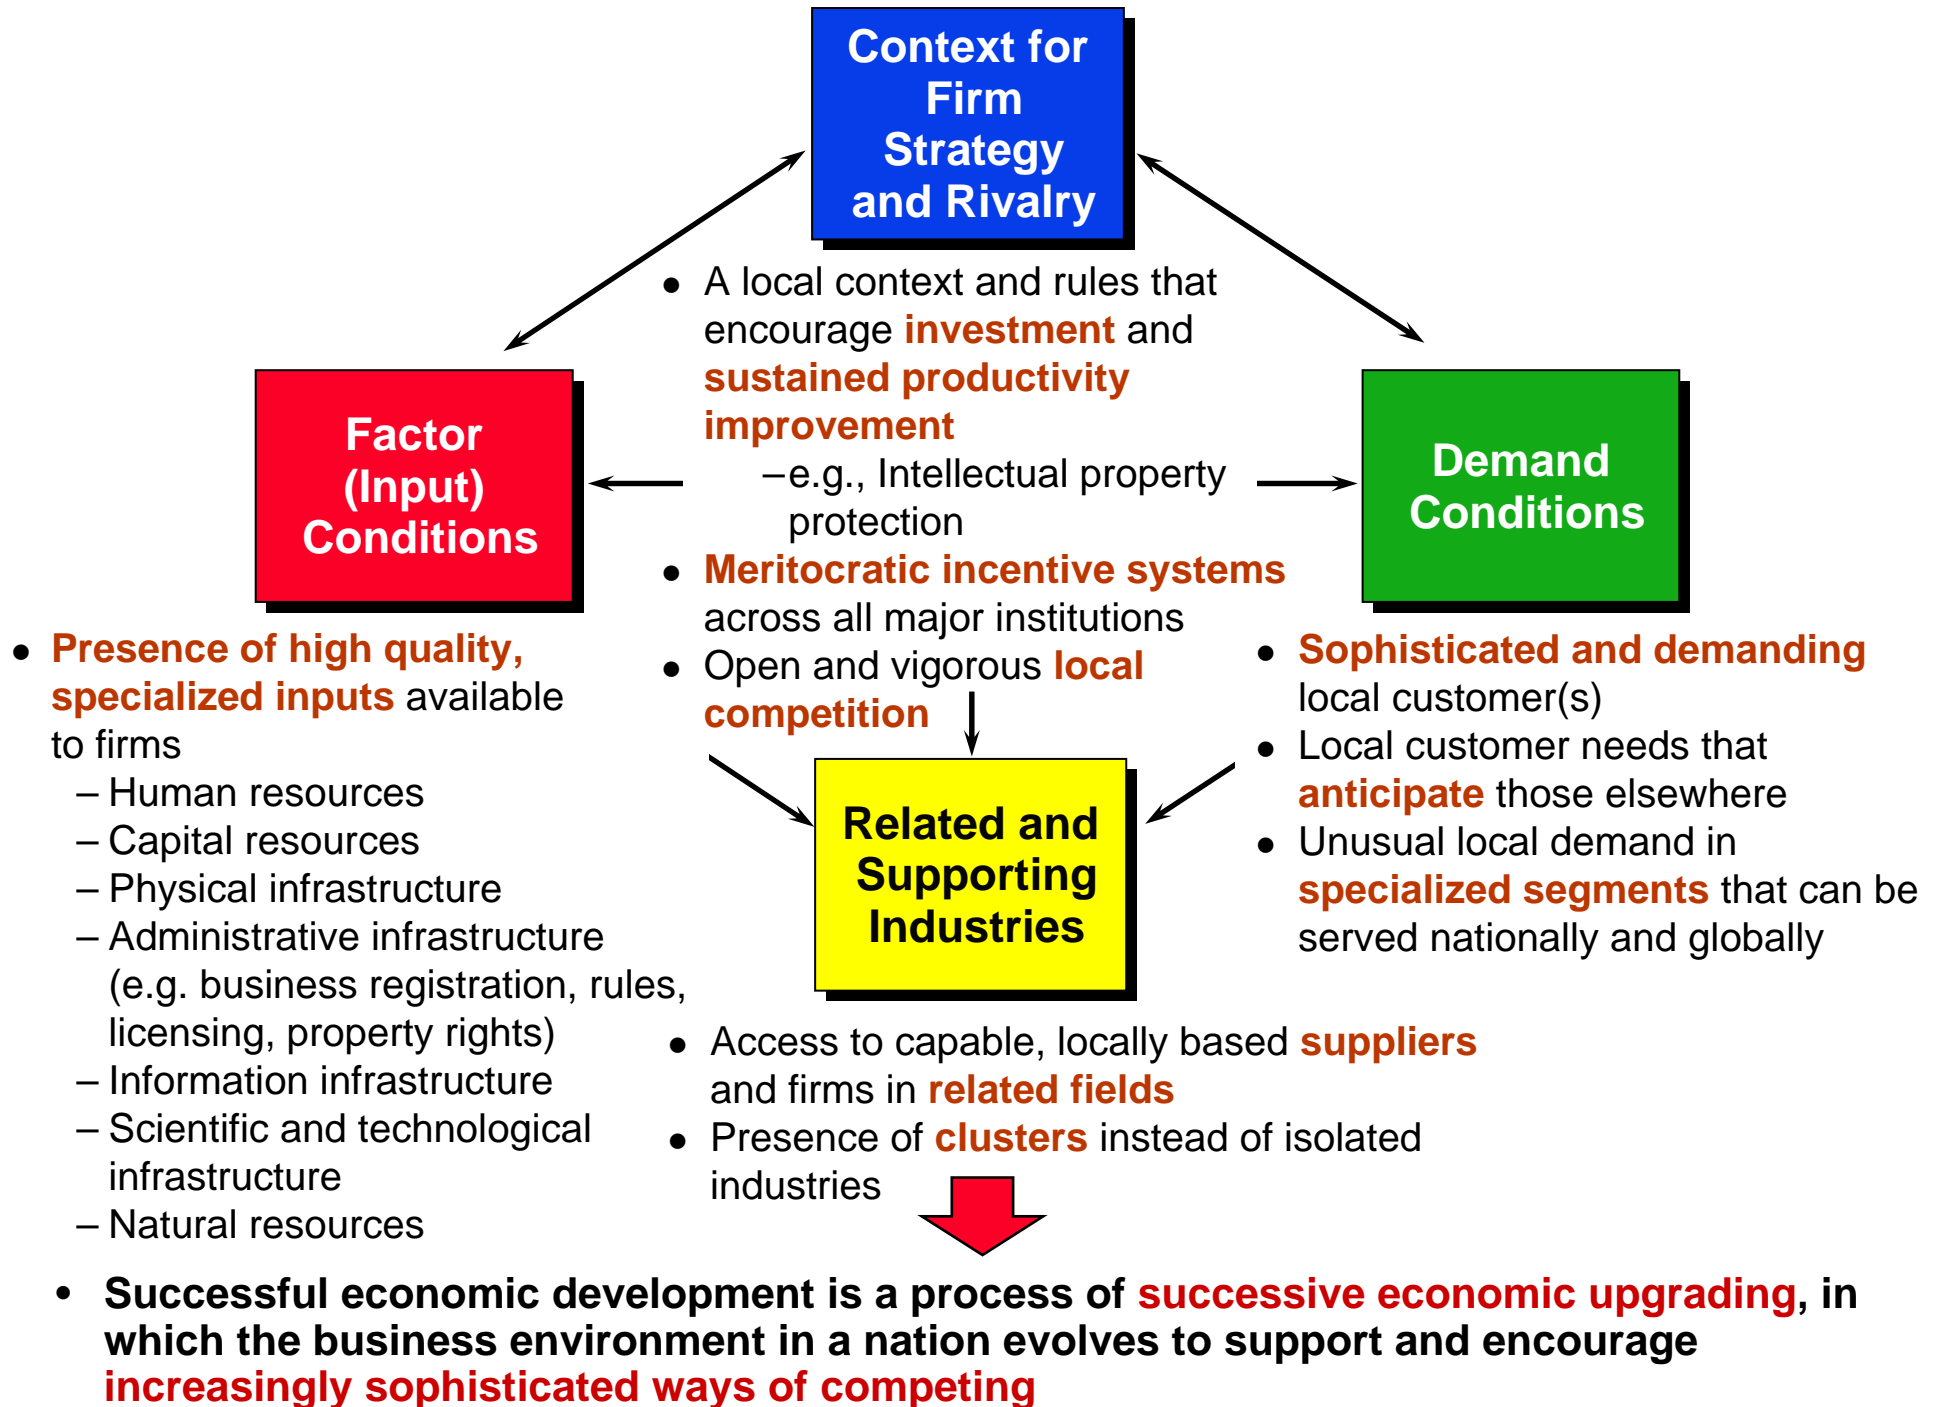 Context for
Firm
Strategy
and Rivalry
● A local context and rules that
encourage investment and
sustained productivity
improvement
–e.g., Intellectual property
protection
● Meritocratic incentive systems
across all major institutions
● Open and vigorous local
competition
Factor
(Input)
Conditions
● Presence of high quality,
specialized inputs available
to firms
– Human resources
– Capital resources
– Physical infrastructure
– Administrative infrastructure
(e.g. business registration, rules,
licensing, property rights)
– Information infrastructure
– Scientific and technological
infrastructure
– Natural resources
Demand
Conditions
● Sophisticated and demanding
local customer(s)
● Local customer needs that
anticipate those elsewhere
● Unusual local demand in
specialized segments that can be
served nationally and globally
Related and
Supporting
Industries
● Access to capable, locally based suppliers
and firms in related fields
● Presence of clusters instead of isolated
industries
• Successful economic development is a process of successive economic upgrading, in
which the business environment in a nation evolves to support and encourage
increasingly sophisticated ways of competing